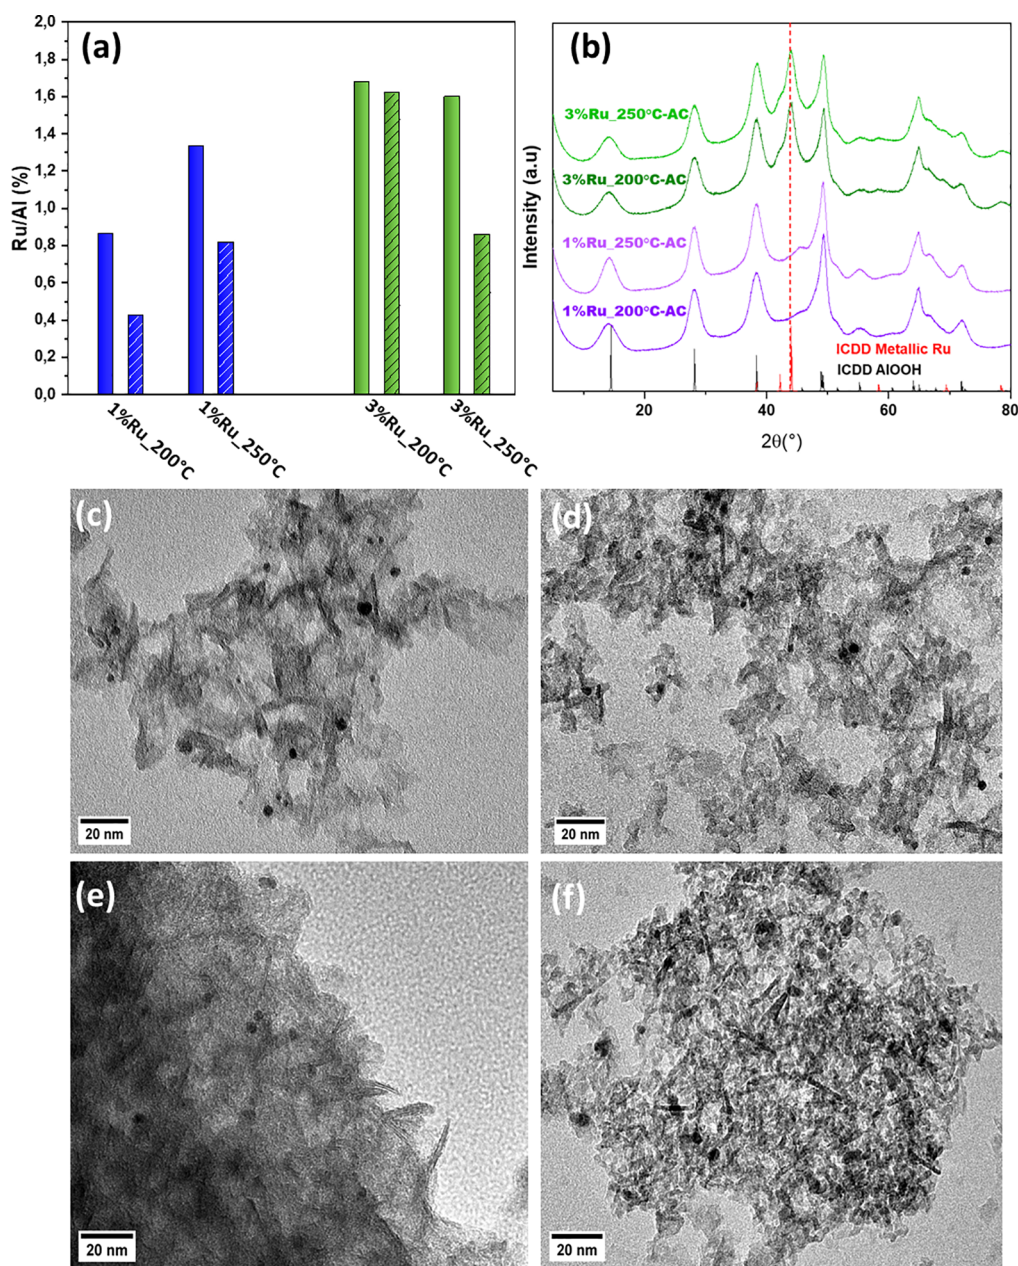 (a)
Ru/Al (%)
2,0
1,8
1,6
1,4
1,2
1,0
0,8
0,6
0,4
0,2
0,0
1%Ru_200°C
1%Ru_250°C
3%Ru_200°C
3%Ru_250°C
(b)
Intensity (a.u)
3%Ru_250°C-AC
3%Ru_200°C-AC
1%Ru_250°C-AC
1%Ru_200°C-AC
ICDD Metallic Ru
ICDD AlOOH
20 40 60 80
2θ(°)
(c)
20 nm
(d)
20 nm
(e)
20 nm
(f)
20 nm